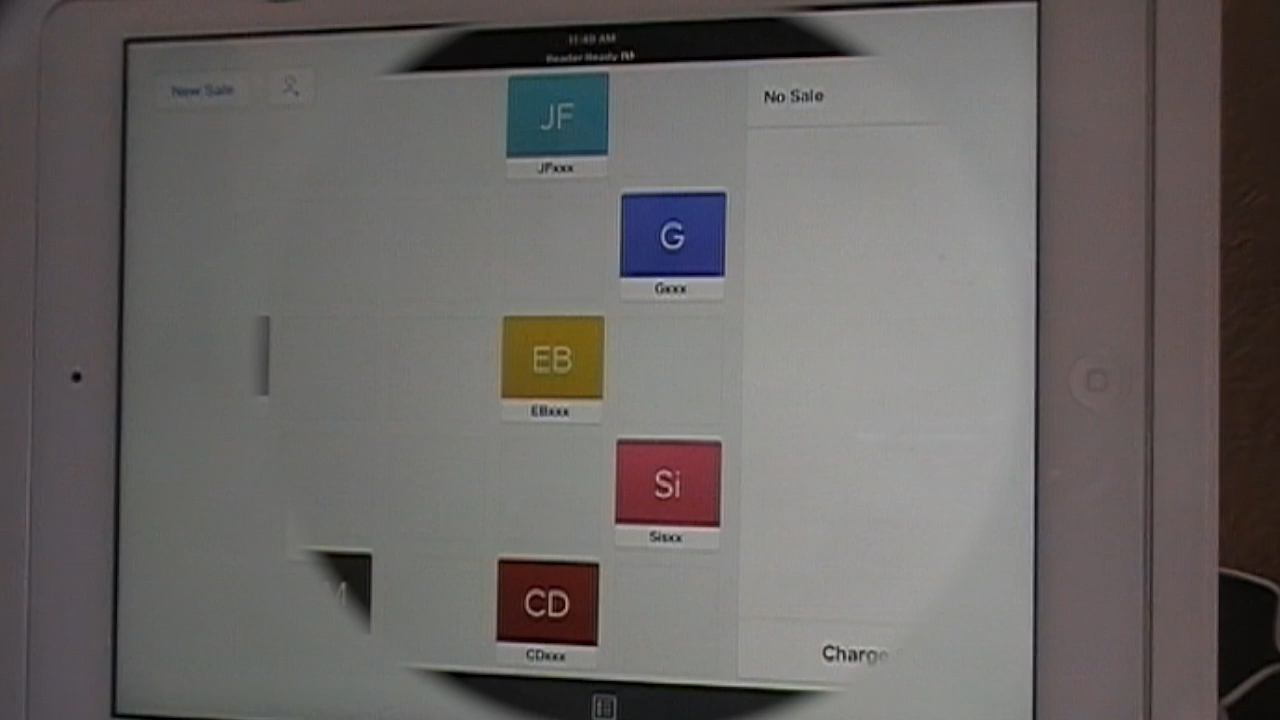 11:49 AM
Reader Ready
New Sale
No Sale
JF
JFxxx
G
Gxxx
EB
EBxxx
Si
Sixxx
M
CD
CDxxx
Charge